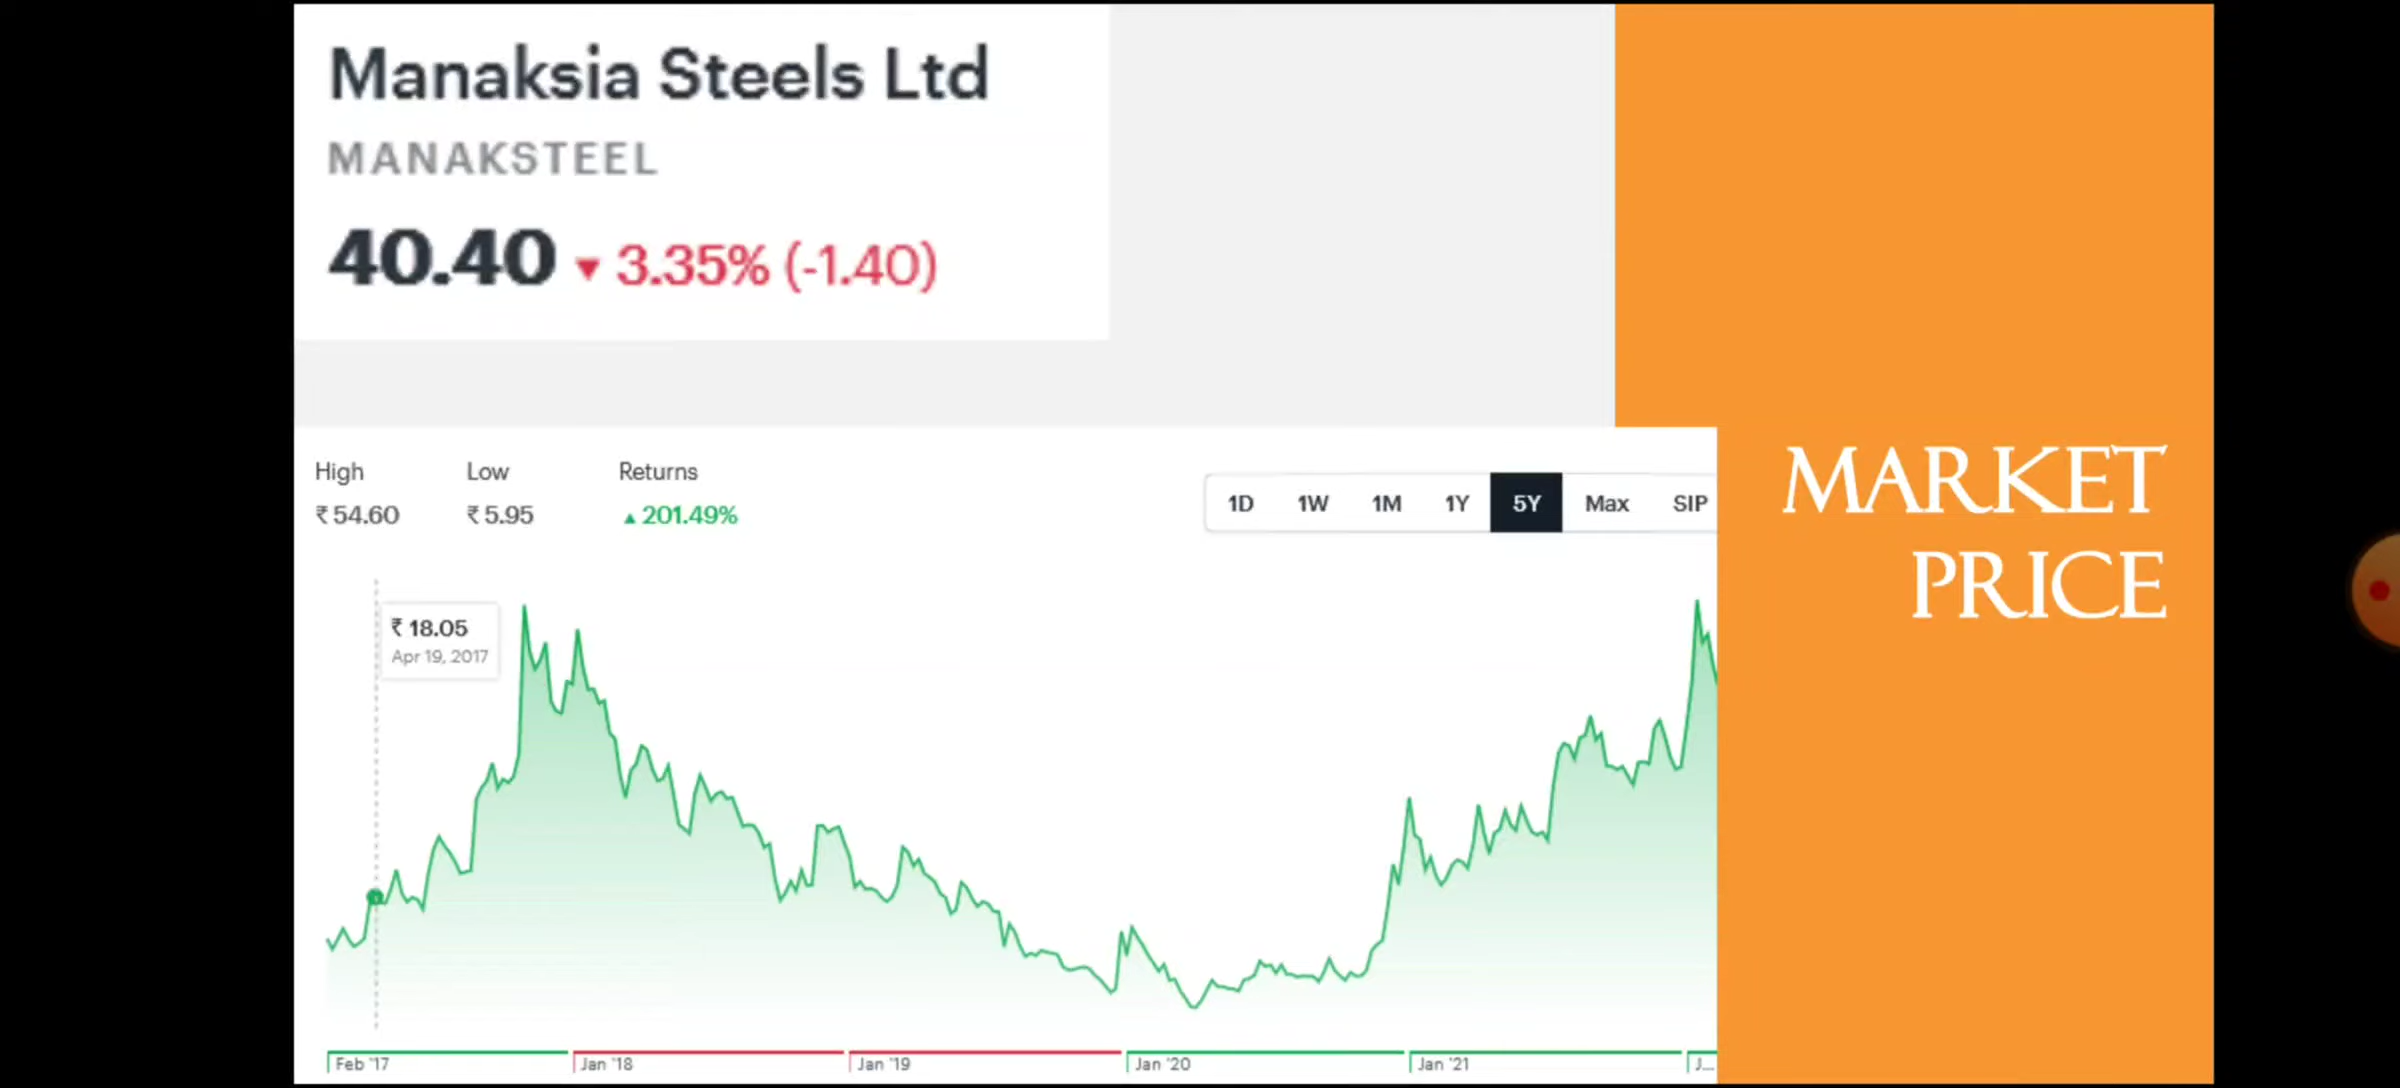 Manaksia Steels Ltd
MANAKSTEEL
40.40 ▼ 3.35% (-1.40)
MARKET
PRICE
High Low Returns
₹ 54.60 ₹ 5.95 ▲ 201.49%
1D 1W 1M 1Y 5Y Max SIP
₹ 18.05
Apr 19, 2017
Feb '17 Jan '18 Jan '19 Jan '20 Jan '21 J...